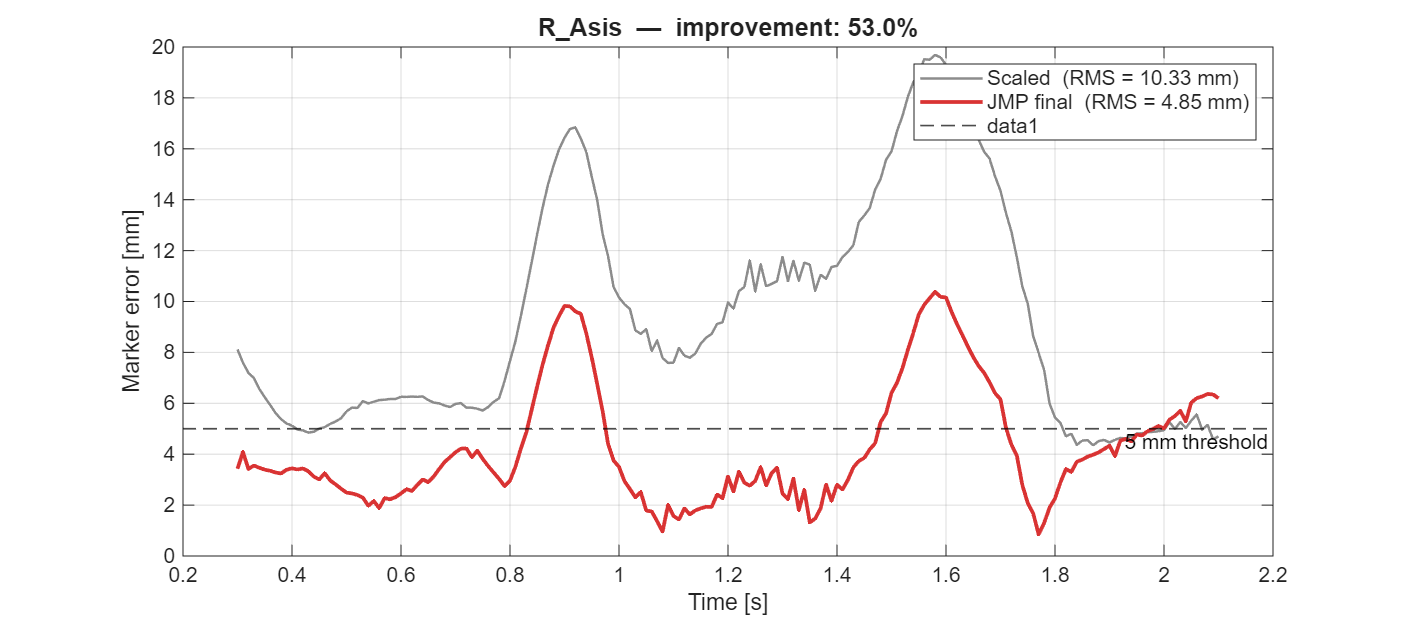 R_Asis — improvement: 53.0%
20
18
16
14
12
10
8
6
4
2
0
Marker error [mm]
Scaled (RMS = 10.33 mm)
JMP final (RMS = 4.85 mm)
data1
5 mm threshold
0.2 0.4 0.6 0.8 1 1.2 1.4 1.6 1.8 2 2.2
Time [s]